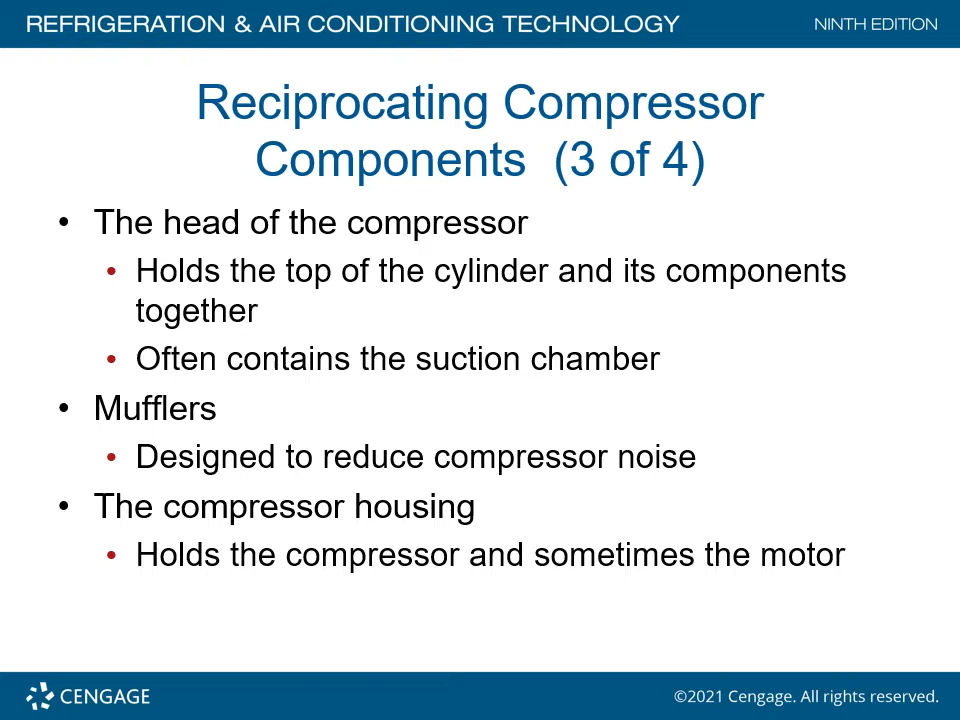 REFRIGERATION & AIR CONDITIONING TECHNOLOGY
NINTH EDITION
Reciprocating Compressor
Components (3 of 4)
• The head of the compressor
• Holds the top of the cylinder and its components
together
• Often contains the suction chamber
• Mufflers
• Designed to reduce compressor noise
• The compressor housing
• Holds the compressor and sometimes the motor
CENGAGE
©2021 Cengage. All rights reserved.